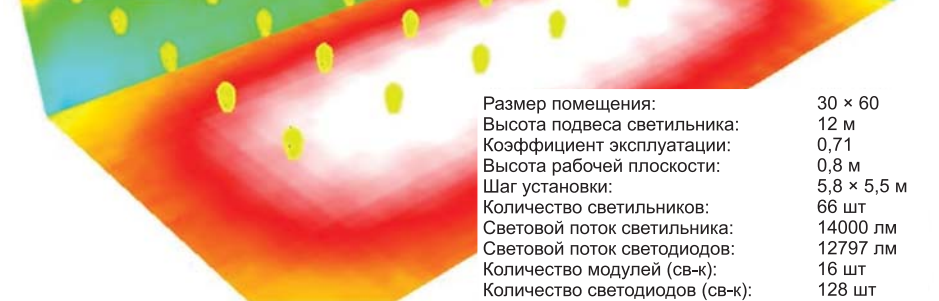 Размер помещения: 30 × 60
Высота подвеса светильника: 12 м
Коэффициент эксплуатации: 0,71
Высота рабочей плоскости: 0,8 м
Шаг установки: 5,8 × 5,5 м
Количество светильников: 66 шт
Световой поток светильника: 14000 лм
Световой поток светодиодов: 12797 лм
Количество модулей (св-к): 16 шт
Количество светодиодов (св-к): 128 шт